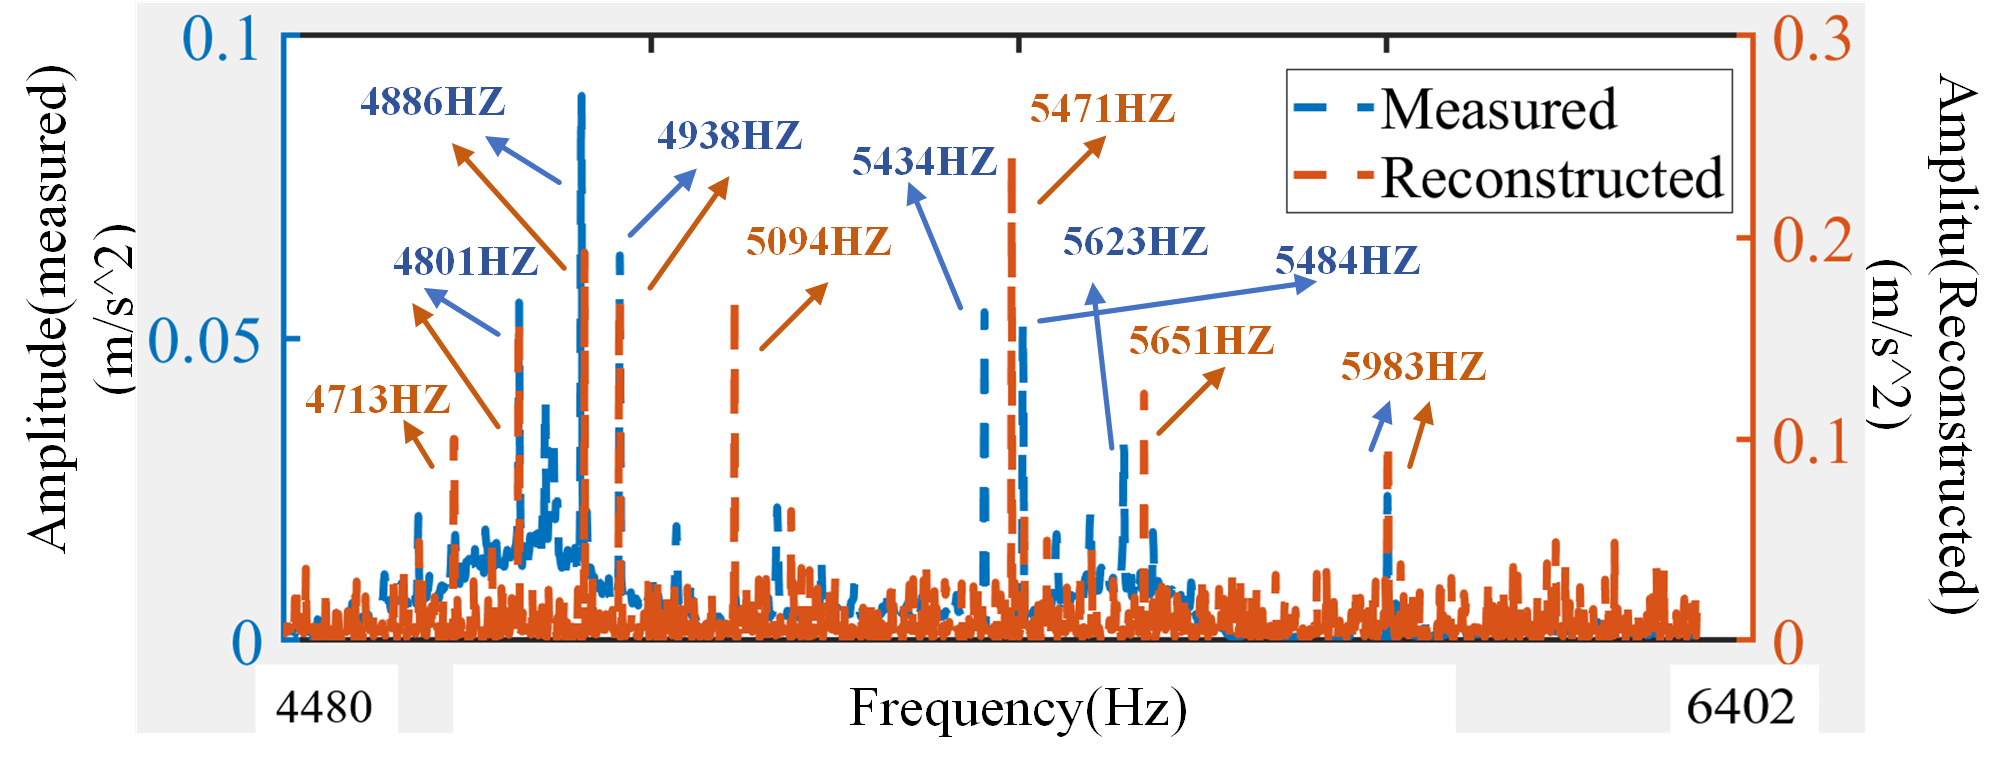 0.1
0.05
0
Amplitude(measured)
(m/s^2)
0.3
0.2
0.1
0
Amplitu(Reconstructed)
(m/s^2)
Measured
Reconstructed
4886HZ
4938HZ
5434HZ
5471HZ
4801HZ
5094HZ
5623HZ
5484HZ
4713HZ
5651HZ
5983HZ
4480
Frequency(Hz)
6402